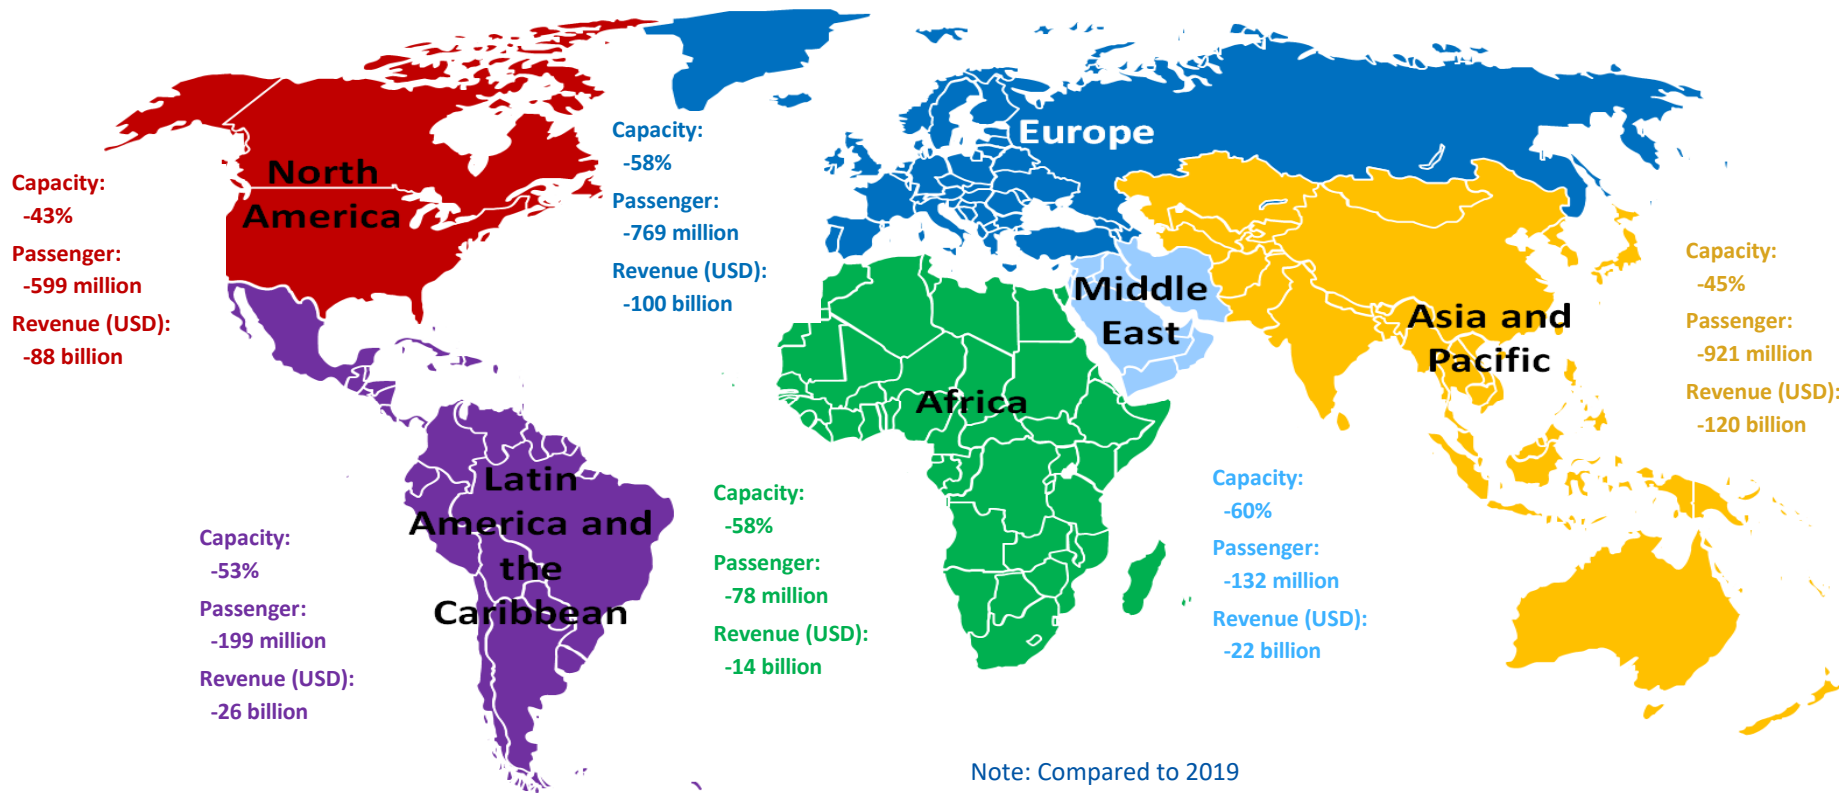 North
America
Capacity:
-43%
Passenger:
-599 million
Revenue (USD):
-88 billion
Europe
Capacity:
-58%
Passenger:
-769 million
Revenue (USD):
-100 billion
Middle
East
Asia and
Pacific
Capacity:
-45%
Passenger:
-921 million
Revenue (USD):
-120 billion
Africa
Latin
America and
the
Caribbean
Capacity:
-53%
Passenger:
-199 million
Revenue (USD):
-26 billion
Capacity:
-58%
Passenger:
-78 million
Revenue (USD):
-14 billion
Capacity:
-60%
Passenger:
-132 million
Revenue (USD):
-22 billion
Note: Compared to 2019